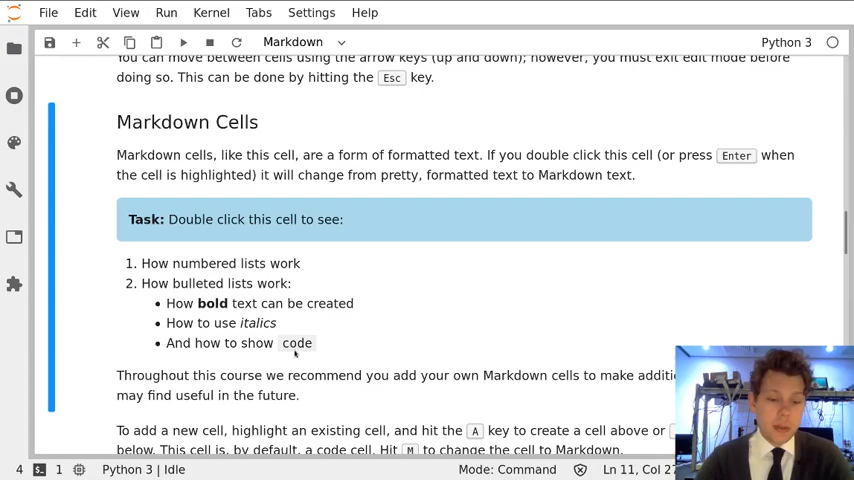 File Edit View Run Kernel Tabs Settings Help
Markdown Python 3
You can move between cells using the arrow keys (up and down); however, you must exit edit mode before
doing so. This can be done by hitting the Esc key.
Markdown Cells
Markdown cells, like this cell, are a form of formatted text. If you double click this cell (or press Enter when
the cell is highlighted) it will change from pretty, formatted text to Markdown text.
Task: Double click this cell to see:
1. How numbered lists work
2. How bulleted lists work:
• How bold text can be created
• How to use italics
• And how to show code
Throughout this course we recommend you add your own Markdown cells to make
may find useful in the future.
To add a new cell, highlight an existing cell, and hit the A key to create a cell above or
below. This cell is, by default, a code cell. Hit M to change the cell to Markdown.
4 1 Python 3 | Idle Mode: Command Ln 11, Col